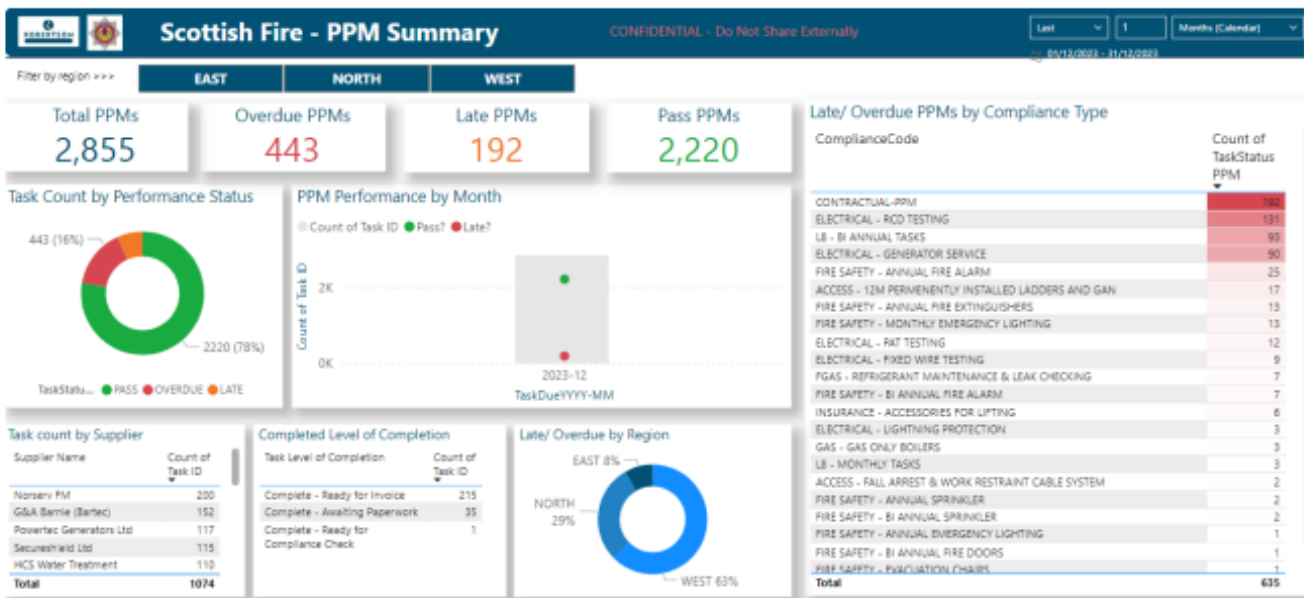 ROBERTSON
Scottish Fire - PPM Summary
CONFIDENTIAL - Do Not Share Externally
Last
1
Months (Calendar)
01/12/2023 - 31/12/2023
Filter by region >>>
EAST
NORTH
WEST
Total PPMs
2,855
Overdue PPMs
443
Late PPMs
192
Pass PPMs
2,220
Task Count by Performance Status
443 (16%)
2220 (78%)
TaskStatu... PASS OVERDUE LATE
PPM Performance by Month
Count of Task ID Pass? Late?
Count of Task ID
2K
0K
2023-12
TaskDueYYYY-MM
Task count by Supplier
Supplier Name Count of Task ID
Norserv FM 200
G&A Barnie (Bartec) 152
Powertec Generators Ltd 117
Secureshield Ltd 115
HCS Water Treatment 110
Total 1074
Completed Level of Completion
Task Level of Completion Count of Task ID
Complete - Ready for Invoice 215
Complete - Awaiting Paperwork 35
Complete - Ready for Compliance Check 1
Late/ Overdue by Region
EAST 8%
NORTH 29%
WEST 63%
Late/ Overdue PPMs by Compliance Type
ComplianceCode Count of TaskStatus PPM
CONTRACTUAL-PPM 192
ELECTRICAL - RCD TESTING 131
L8 - BI ANNUAL TASKS 93
ELECTRICAL - GENERATOR SERVICE 90
FIRE SAFETY - ANNUAL FIRE ALARM 25
ACCESS - 12M PERMENENTLY INSTALLED LADDERS AND GAN 17
FIRE SAFETY - ANNUAL FIRE EXTINGUISHERS 13
FIRE SAFETY - MONTHLY EMERGENCY LIGHTING 13
ELECTRICAL - PAT TESTING 12
ELECTRICAL - FIXED WIRE TESTING 9
FGAS - REFRIGERANT MAINTENANCE & LEAK CHECKING 7
FIRE SAFETY - BI ANNUAL FIRE ALARM 7
INSURANCE - ACCESSORIES FOR LIFTING 6
ELECTRICAL - LIGHTNING PROTECTION 3
GAS - GAS ONLY BOILERS 3
L8 - MONTHLY TASKS 3
ACCESS - FALL ARREST & WORK RESTRAINT CABLE SYSTEM 2
FIRE SAFETY - ANNUAL SPRINKLER 2
FIRE SAFETY - BI ANNUAL SPRINKLER 2
FIRE SAFETY - ANNUAL EMERGENCY LIGHTING 1
FIRE SAFETY - BI ANNUAL FIRE DOORS 1
FIRE SAFETY - EVACUATION CHAIRS 1
Total 635